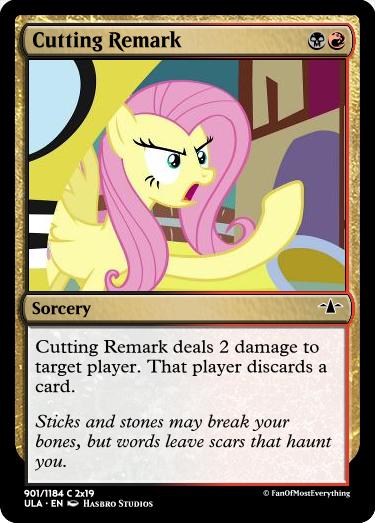 Cutting Remark
Sorcery
Cutting Remark deals 2 damage to
target player. That player discards a
card.
Sticks and stones may break your
bones, but words leave scars that haunt
you.
901/1184 C 2x19
ULA • EN Hasbro Studios
© FanOfMostEverything